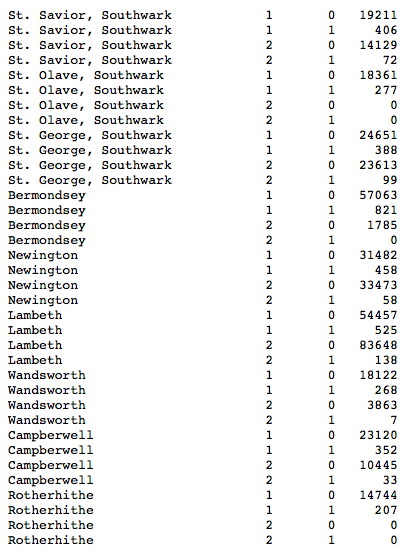 St. Savior, Southwark 1 0 19211
St. Savior, Southwark 1 1 406
St. Savior, Southwark 2 0 14129
St. Savior, Southwark 2 1 72
St. Olave, Southwark 1 0 18361
St. Olave, Southwark 1 1 277
St. Olave, Southwark 2 0 0
St. Olave, Southwark 2 1 0
St. George, Southwark 1 0 24651
St. George, Southwark 1 1 388
St. George, Southwark 2 0 23613
St. George, Southwark 2 1 99
Bermondsey 1 0 57063
Bermondsey 1 1 821
Bermondsey 2 0 1785
Bermondsey 2 1 0
Newington 1 0 31482
Newington 1 1 458
Newington 2 0 33473
Newington 2 1 58
Lambeth 1 0 54457
Lambeth 1 1 525
Lambeth 2 0 83648
Lambeth 2 1 138
Wandsworth 1 0 18122
Wandsworth 1 1 268
Wandsworth 2 0 3863
Wandsworth 2 1 7
Campberwell 1 0 23120
Campberwell 1 1 352
Campberwell 2 0 10445
Campberwell 2 1 33
Rotherhithe 1 0 14744
Rotherhithe 1 1 207
Rotherhithe 2 0 0
Rotherhithe 2 1 0